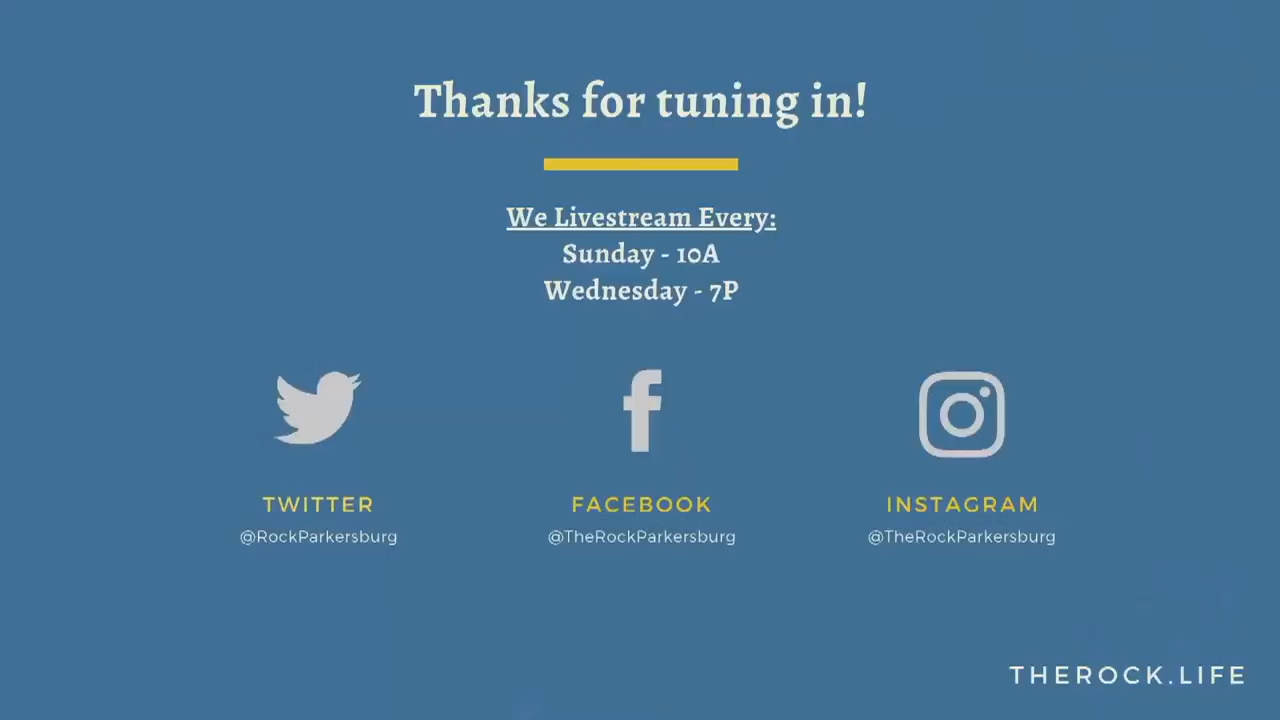 Thanks for tuning in!
We Livestream Every:
Sunday - 10A
Wednesday - 7P
TWITTER
@RockParkersburg
FACEBOOK
@TheRockParkersburg
INSTAGRAM
@TheRockParkersburg
THEROCK.LIFE